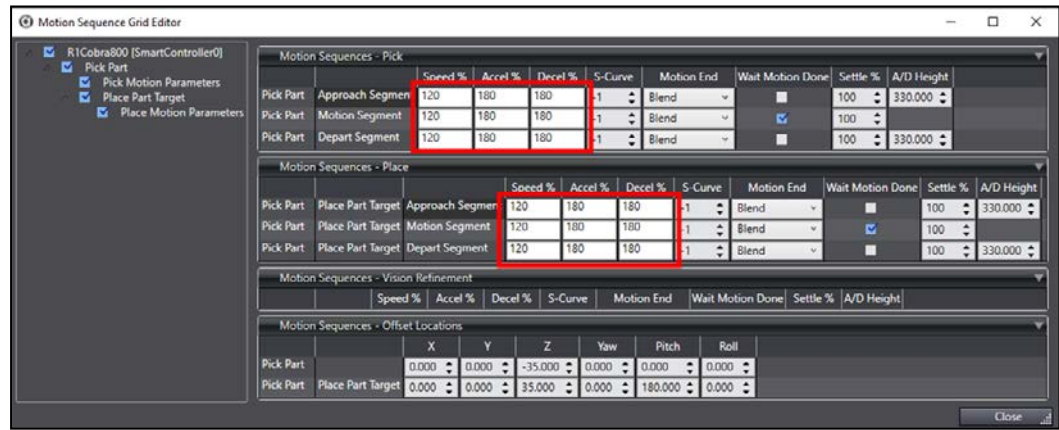 Motion Sequence Grid Editor
R1Cobra800 [SmartController0]
Pick Part
Pick Motion Parameters
Place Part Target
Place Motion Parameters
Motion Sequences - Pick
Speed % Accel % Decel % S-Curve Motion End Wait Motion Done Settle % A/D Height
Pick Part Approach Segmen 120 180 180 -1 Blend 100 330.000
Pick Part Motion Segment 120 180 180 -1 Blend 100
Pick Part Depart Segment 120 180 180 -1 Blend 100 330.000
Motion Sequences - Place
Speed % Accel % Decel % S-Curve Motion End Wait Motion Done Settle % A/D Height
Pick Part Place Part Target Approach Segmen 120 180 180 -1 Blend 100 330.000
Pick Part Place Part Target Motion Segment 120 180 180 -1 Blend 100
Pick Part Place Part Target Depart Segment 120 180 180 -1 Blend 100 330.000
Motion Sequences - Vision Refinement
Speed % Accel % Decel % S-Curve Motion End Wait Motion Done Settle % A/D Height
Motion Sequences - Offset Locations
X Y Z Yaw Pitch Roll
Pick Part 0.000 0.000 -35.000 0.000 0.000 0.000
Pick Part Place Part Target 0.000 0.000 35.000 0.000 180.000 0.000
Close